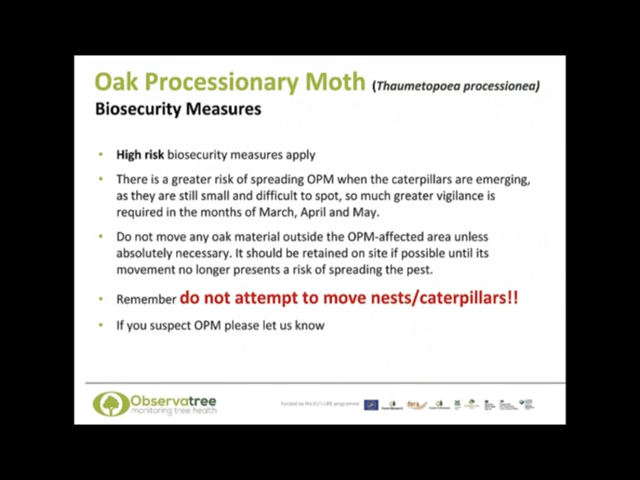 Oak Processionary Moth (Thaumetopoea processionea)
Biosecurity Measures
• High risk biosecurity measures apply
• There is a greater risk of spreading OPM when the caterpillars are emerging,
as they are still small and difficult to spot, so much greater vigilance is
required in the months of March, April and May.
• Do not move any oak material outside the OPM-affected area unless
absolutely necessary. It should be retained on site if possible until its
movement no longer presents a risk of spreading the pest.
• Remember do not attempt to move nests/caterpillars!!
• If you suspect OPM please let us know
Observatree
monitoring tree health
Funded by the EU's LIFE programme
fera